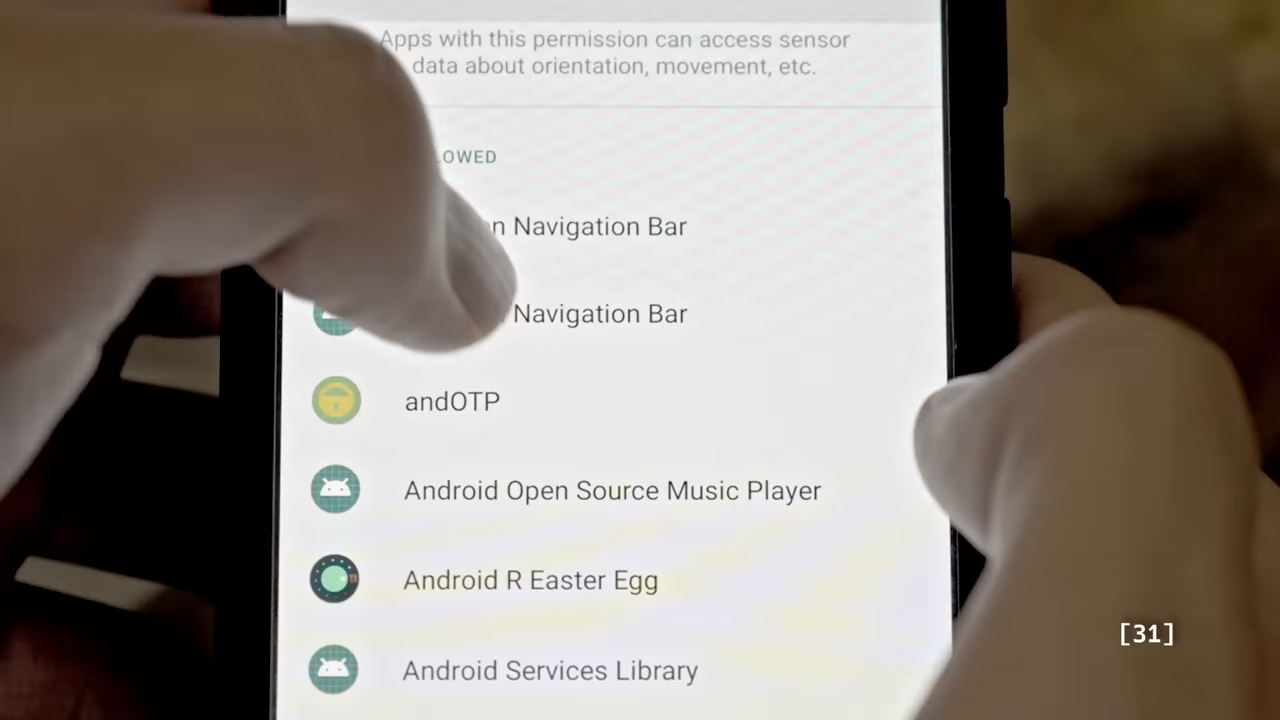 Apps with this permission can access sensor
data about orientation, movement, etc.
Navigation Bar
Navigation Bar
andOTP
Android Open Source Music Player
Android R Easter Egg
Android Services Library
[31]